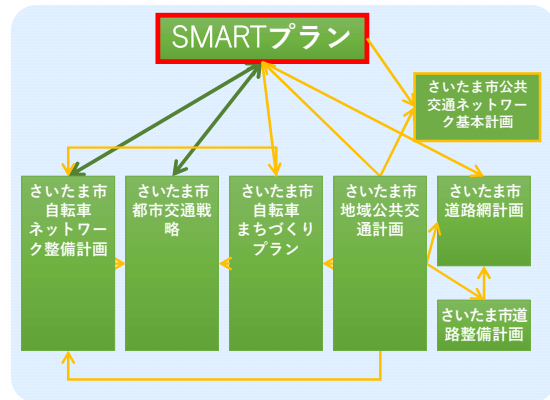 SMARTプラン
さいたま市公共
交通ネットワー
ク基本計画
さいたま市
自転車
ネットワー
ク整備計画
さいたま市
都市交通戦
略
さいたま市
自転車
まちづくり
プラン
さいたま市
地域公共交
通計画
さいたま市
道路網計画
さいたま市道
路整備計画